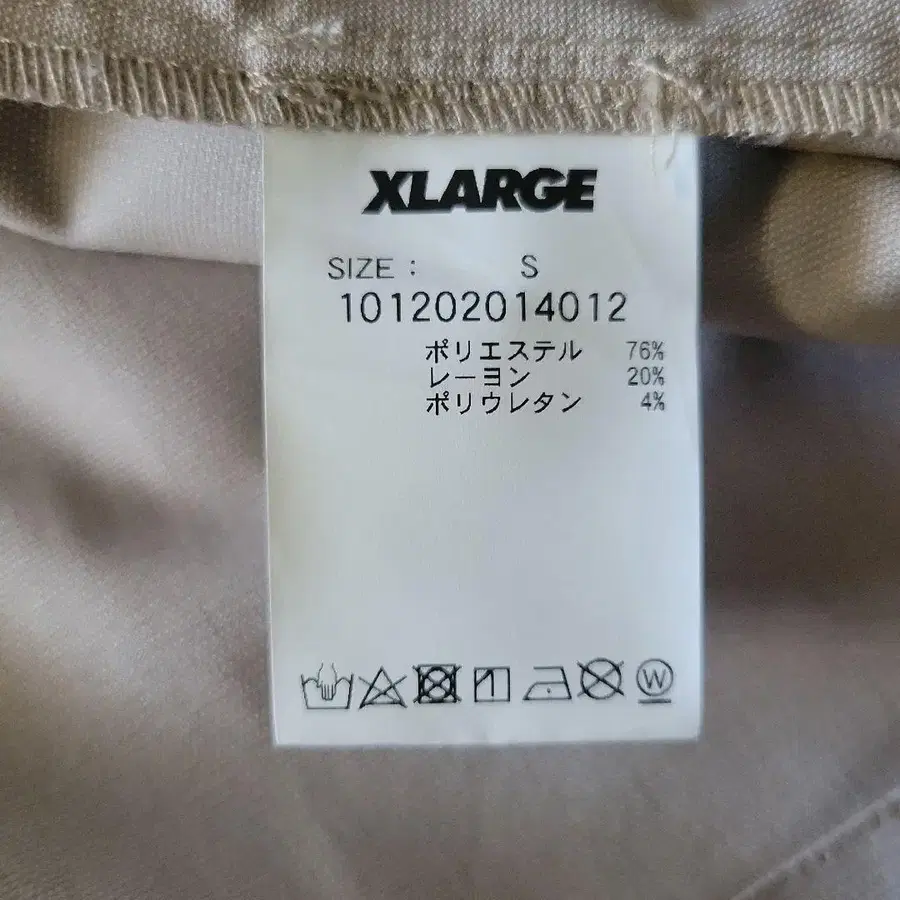 XLARGE
SIZE : S
101202014012
ポリエステル 76%
レーヨン 20%
ポリウレタン 4%
W